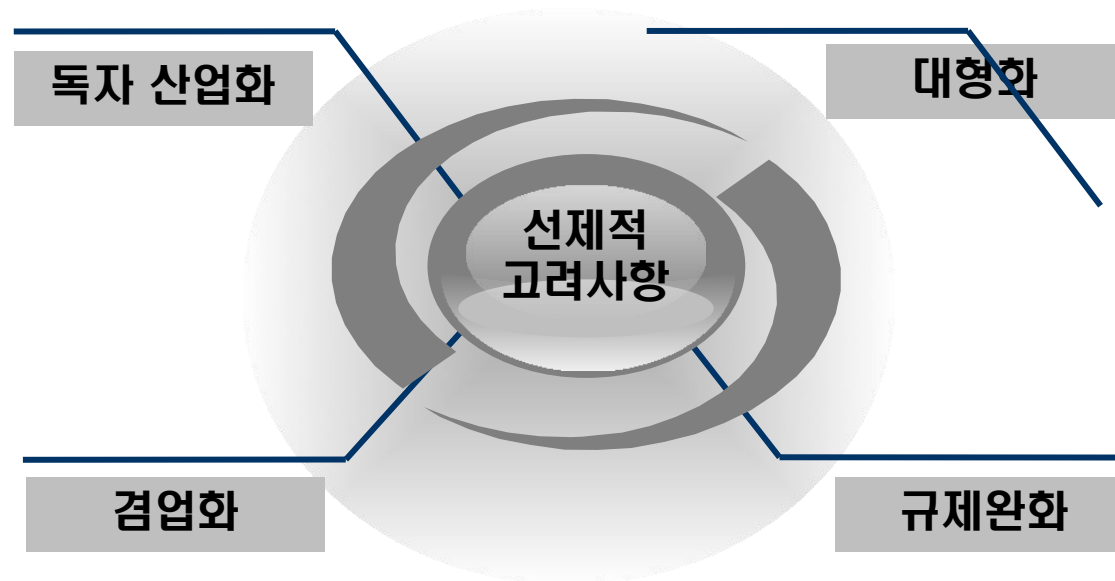 독자 산업화
대형화
선제적
고려사항
겸업화
규제완화